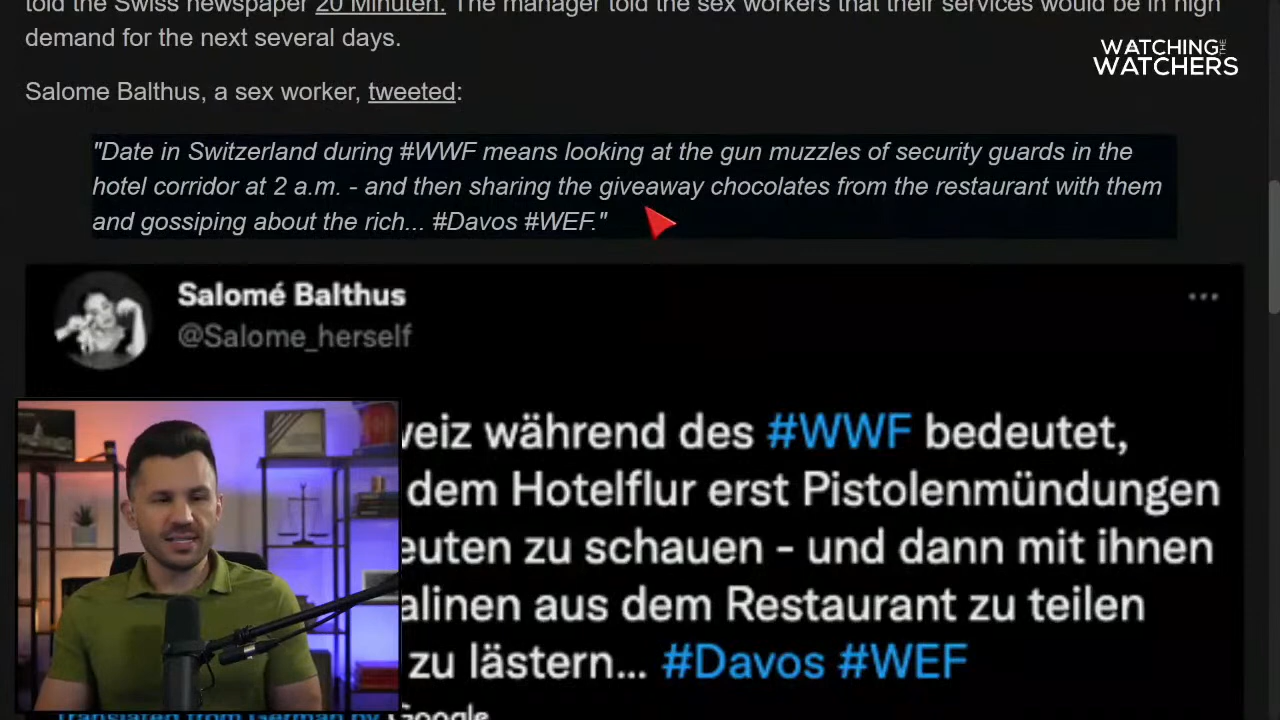 told the Swiss newspaper 20 Minuten. The manager told the sex workers that their services would be in high
demand for the next several days.
WATCHING THE
WATCHERS
Salome Balthus, a sex worker, tweeted:
"Date in Switzerland during #WWF means looking at the gun muzzles of security guards in the
hotel corridor at 2 a.m. - and then sharing the giveaway chocolates from the restaurant with them
and gossiping about the rich... #Davos #WEF."
Salomé Balthus
@Salome_herself
während des #WWF bedeutet,
dem Hotelflur erst Pistolenmündungen
zu schauen - und dann mit ihnen
aus dem Restaurant zu teilen
zu lästern... #Davos #WEF
Translated from German by Google